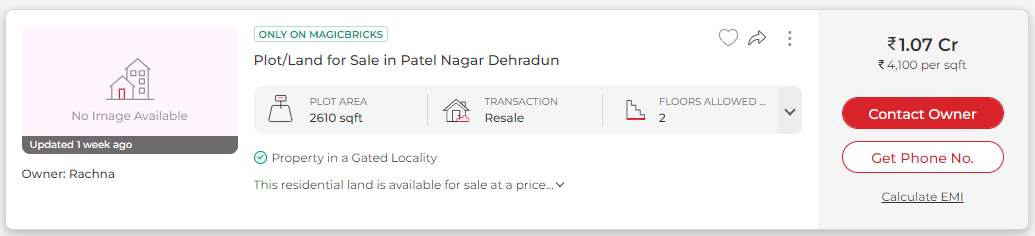 No Image Available
Updated 1 week ago
Owner: Rachna
ONLY ON MAGICBRICKS
Plot/Land for Sale in Patel Nagar Dehradun
PLOT AREA
2610 sqft
TRANSACTION
Resale
FLOORS ALLOWED ...
2
Property in a Gated Locality
This residential land is available for sale at a price...
₹1.07 Cr
₹ 4,100 per sqft
Contact Owner
Get Phone No.
Calculate EMI